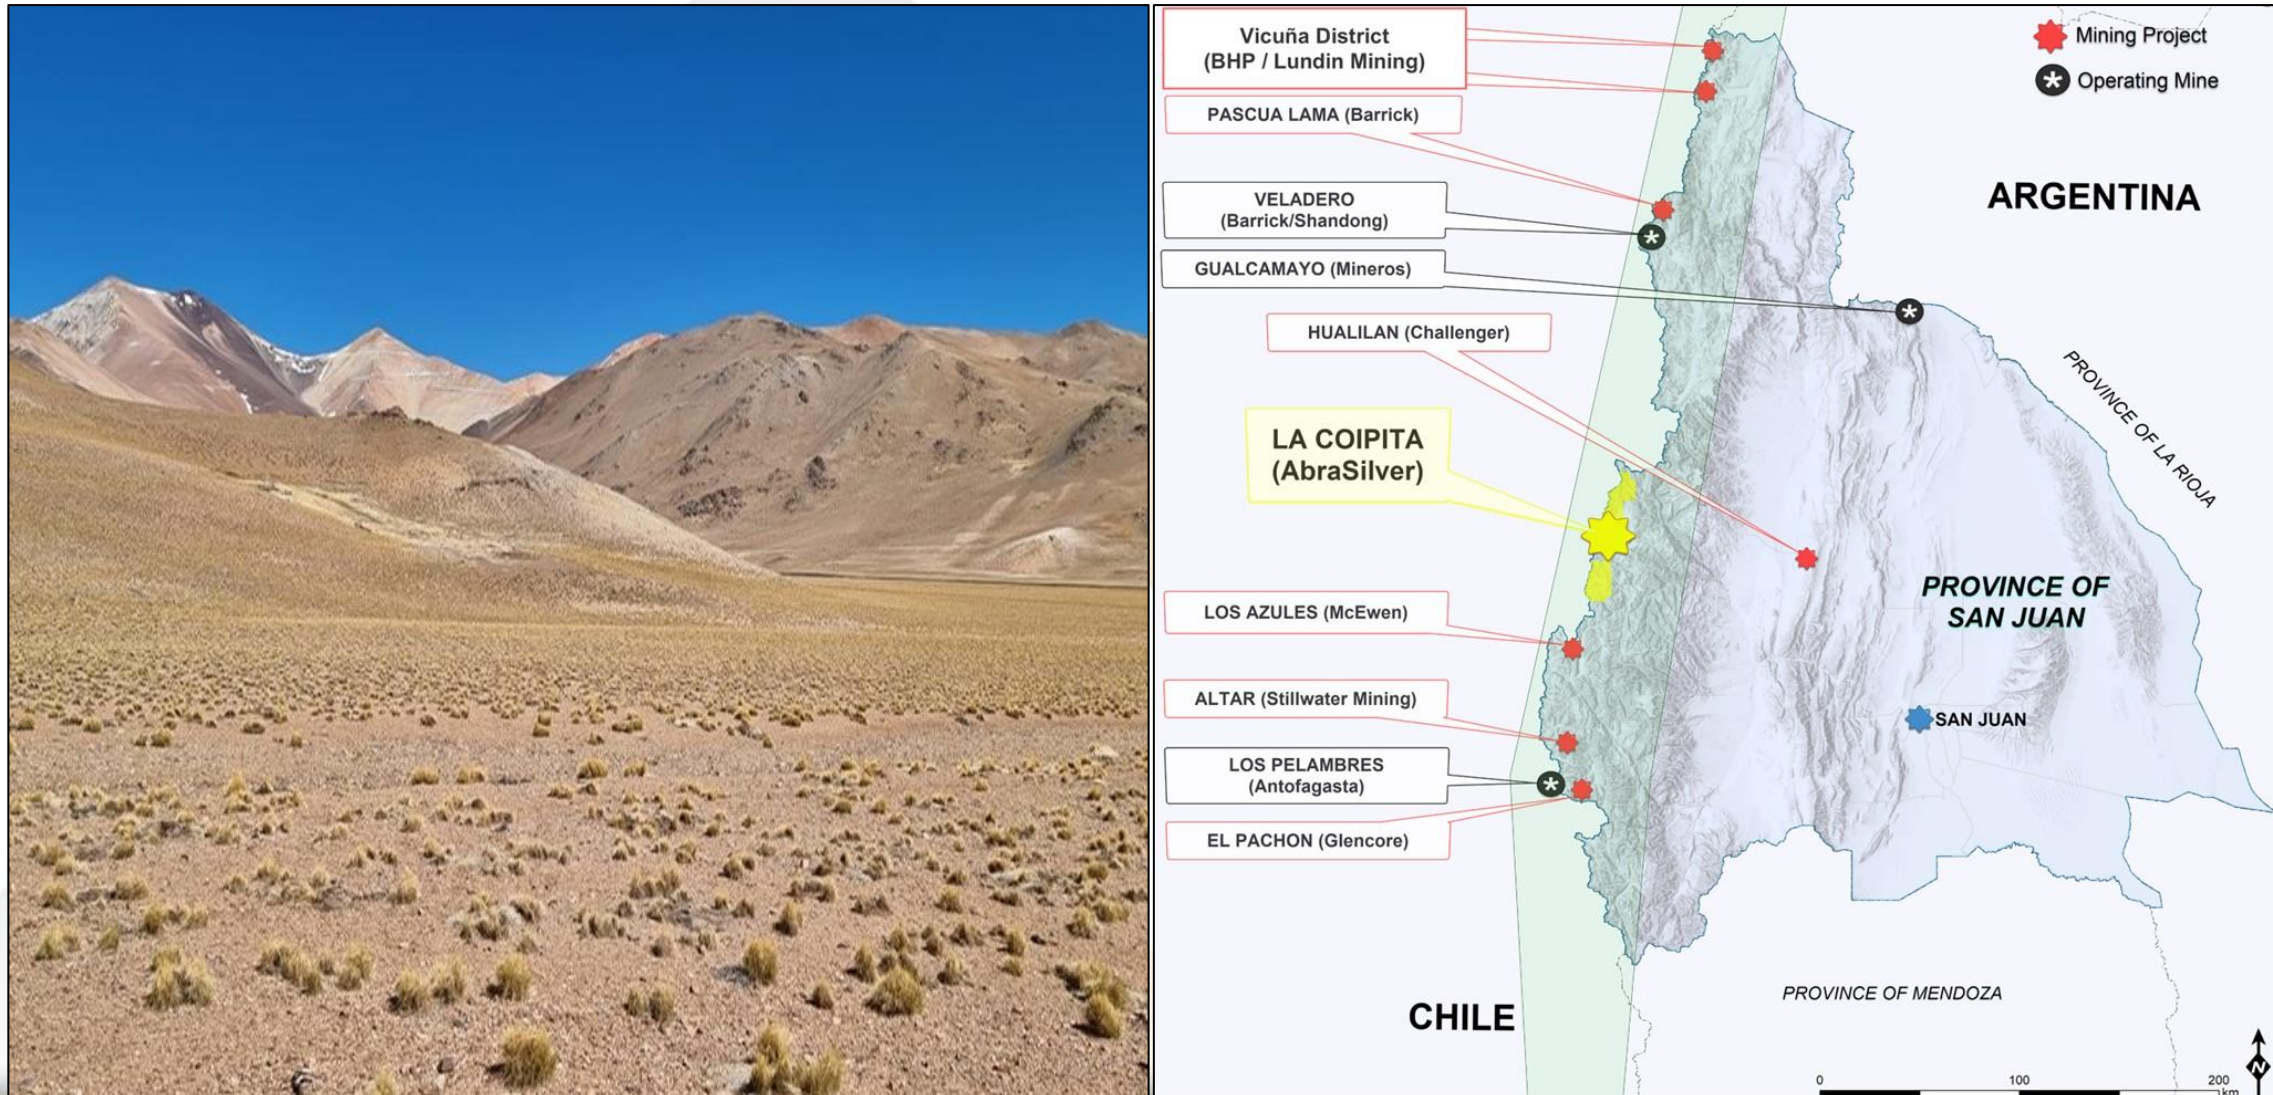 Vicuña District
(BHP / Lundin Mining)
PASCUA LAMA (Barrick)
VELADERO
(Barrick/Shandong)
GUALCAMAYO (Mineros)
HUALILAN (Challenger)
LA COIPITA
(AbraSilver)
LOS AZULES (McEwen)
ALTAR (Stillwater Mining)
LOS PELAMBRES
(Antofagasta)
EL PACHON (Glencore)
CHILE
Mining Project
Operating Mine
ARGENTINA
PROVINCE OF LA RIOJA
PROVINCE OF
SAN JUAN
SAN JUAN
PROVINCE OF MENDOZA
0 100 200
km
N